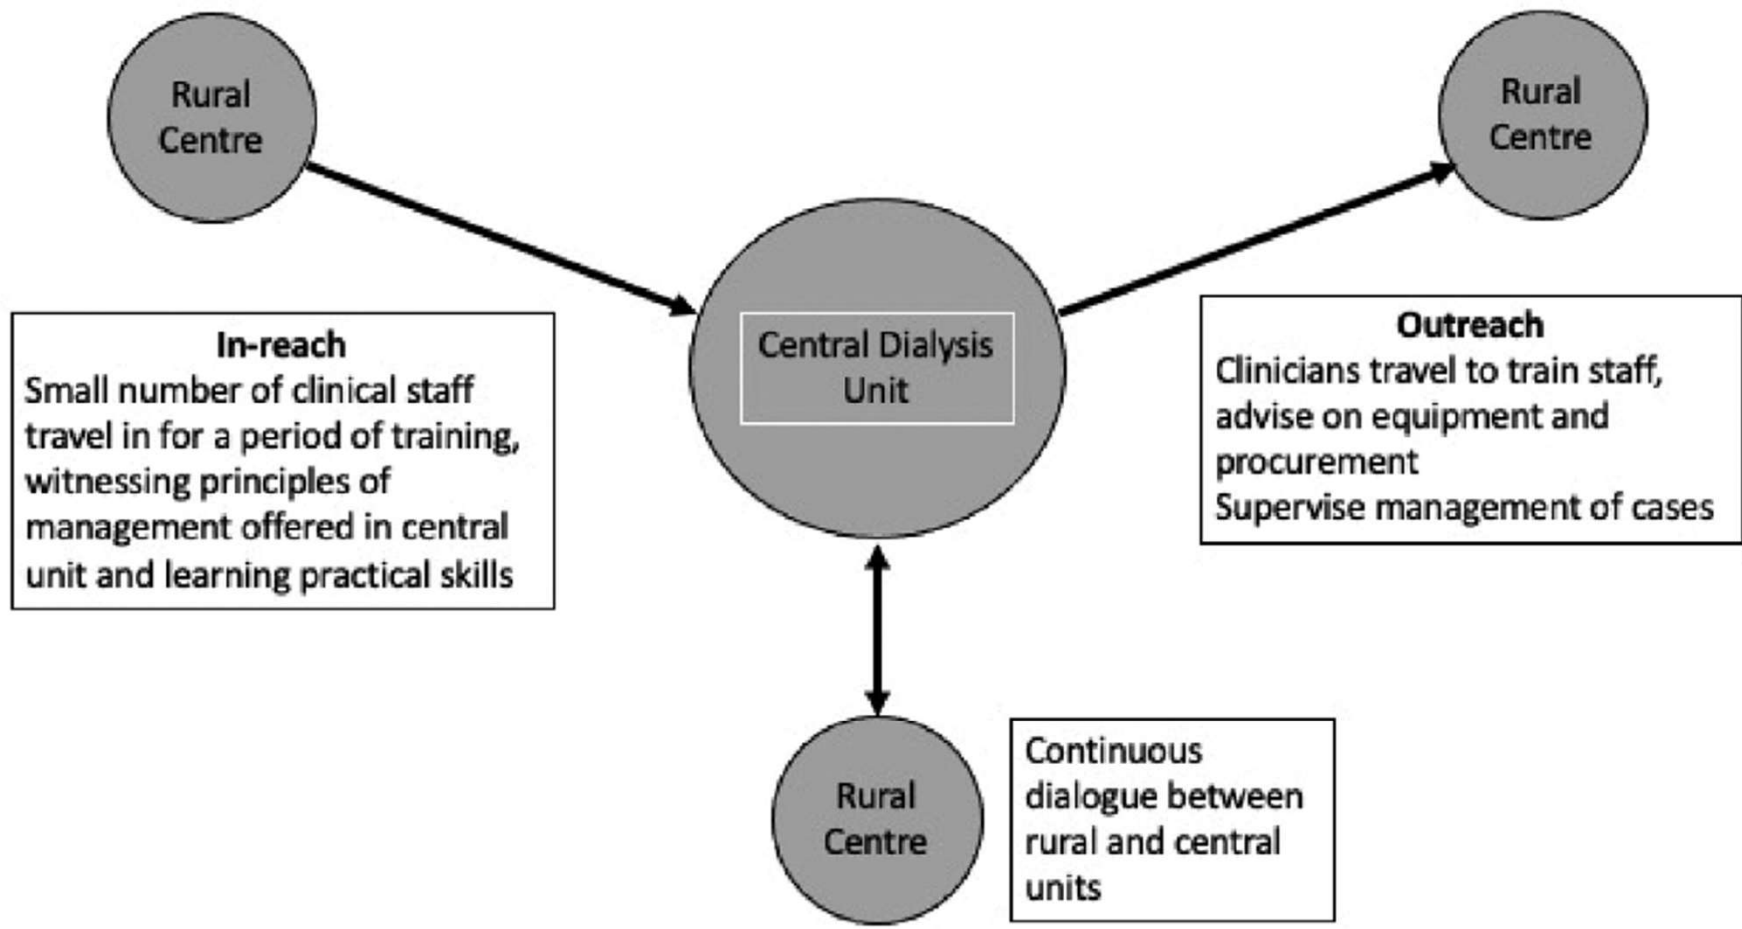 Rural
Centre
Rural
Centre
Central Dialysis
Unit
In-reach
Small number of clinical staff
travel in for a period of training,
witnessing principles of
management offered in central
unit and learning practical skills
Outreach
Clinicians travel to train staff,
advise on equipment and
procurement
Supervise management of cases
Rural
Centre
Continuous
dialogue between
rural and central
units